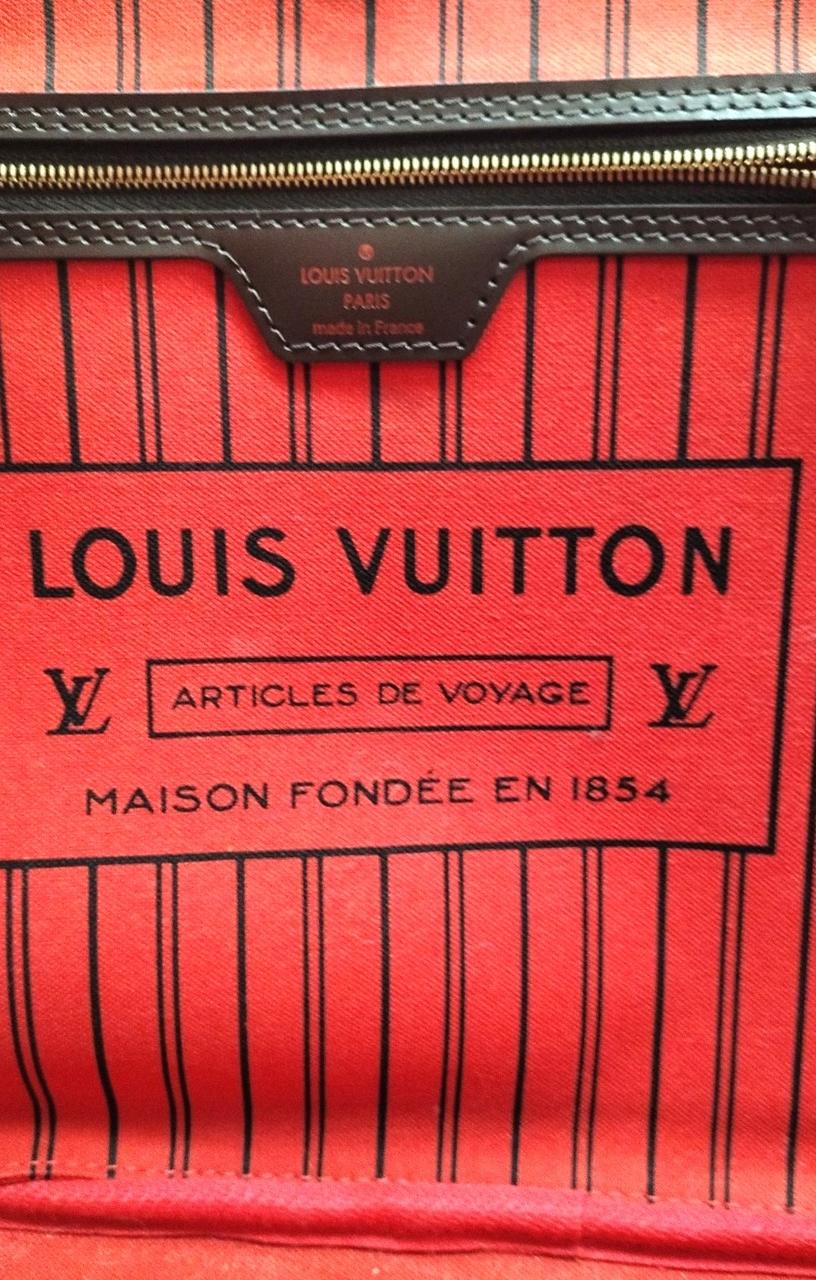 LOUIS VUITTON
PARIS
made in France
LOUIS VUITTON
LV ARTICLES DE VOYAGE LV
MAISON FONDÉE EN 1854